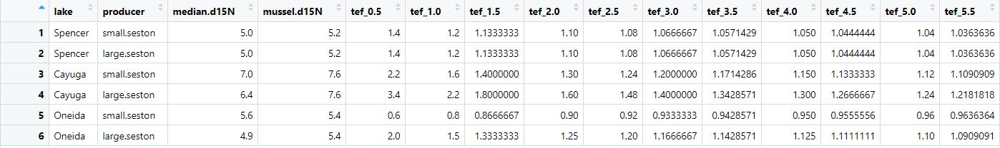 lake producer median.d15N mussel.d15N tef_0.5 tef_1.0 tef_1.5 tef_2.0 tef_2.5 tef_3.0 tef_3.5 tef_4.0 tef_4.5 tef_5.0 tef_5.5
1 Spencer small.seston 5.0 5.2 1.4 1.2 1.1333333 1.10 1.08 1.0666667 1.0571429 1.050 1.0444444 1.04 1.0363636
2 Spencer large.seston 5.0 5.2 1.4 1.2 1.1333333 1.10 1.08 1.0666667 1.0571429 1.050 1.0444444 1.04 1.0363636
3 Cayuga small.seston 7.0 7.6 2.2 1.6 1.4000000 1.30 1.24 1.2000000 1.1714286 1.150 1.1333333 1.12 1.1090909
4 Cayuga large.seston 6.4 7.6 3.4 2.2 1.8000000 1.60 1.48 1.4000000 1.3428571 1.300 1.2666667 1.24 1.2181818
5 Oneida small.seston 5.6 5.4 0.6 0.8 0.8666667 0.90 0.92 0.9333333 0.9428571 0.950 0.9555556 0.96 0.9636364
6 Oneida large.seston 4.9 5.4 2.0 1.5 1.3333333 1.25 1.20 1.1666667 1.1428571 1.125 1.1111111 1.10 1.0909091